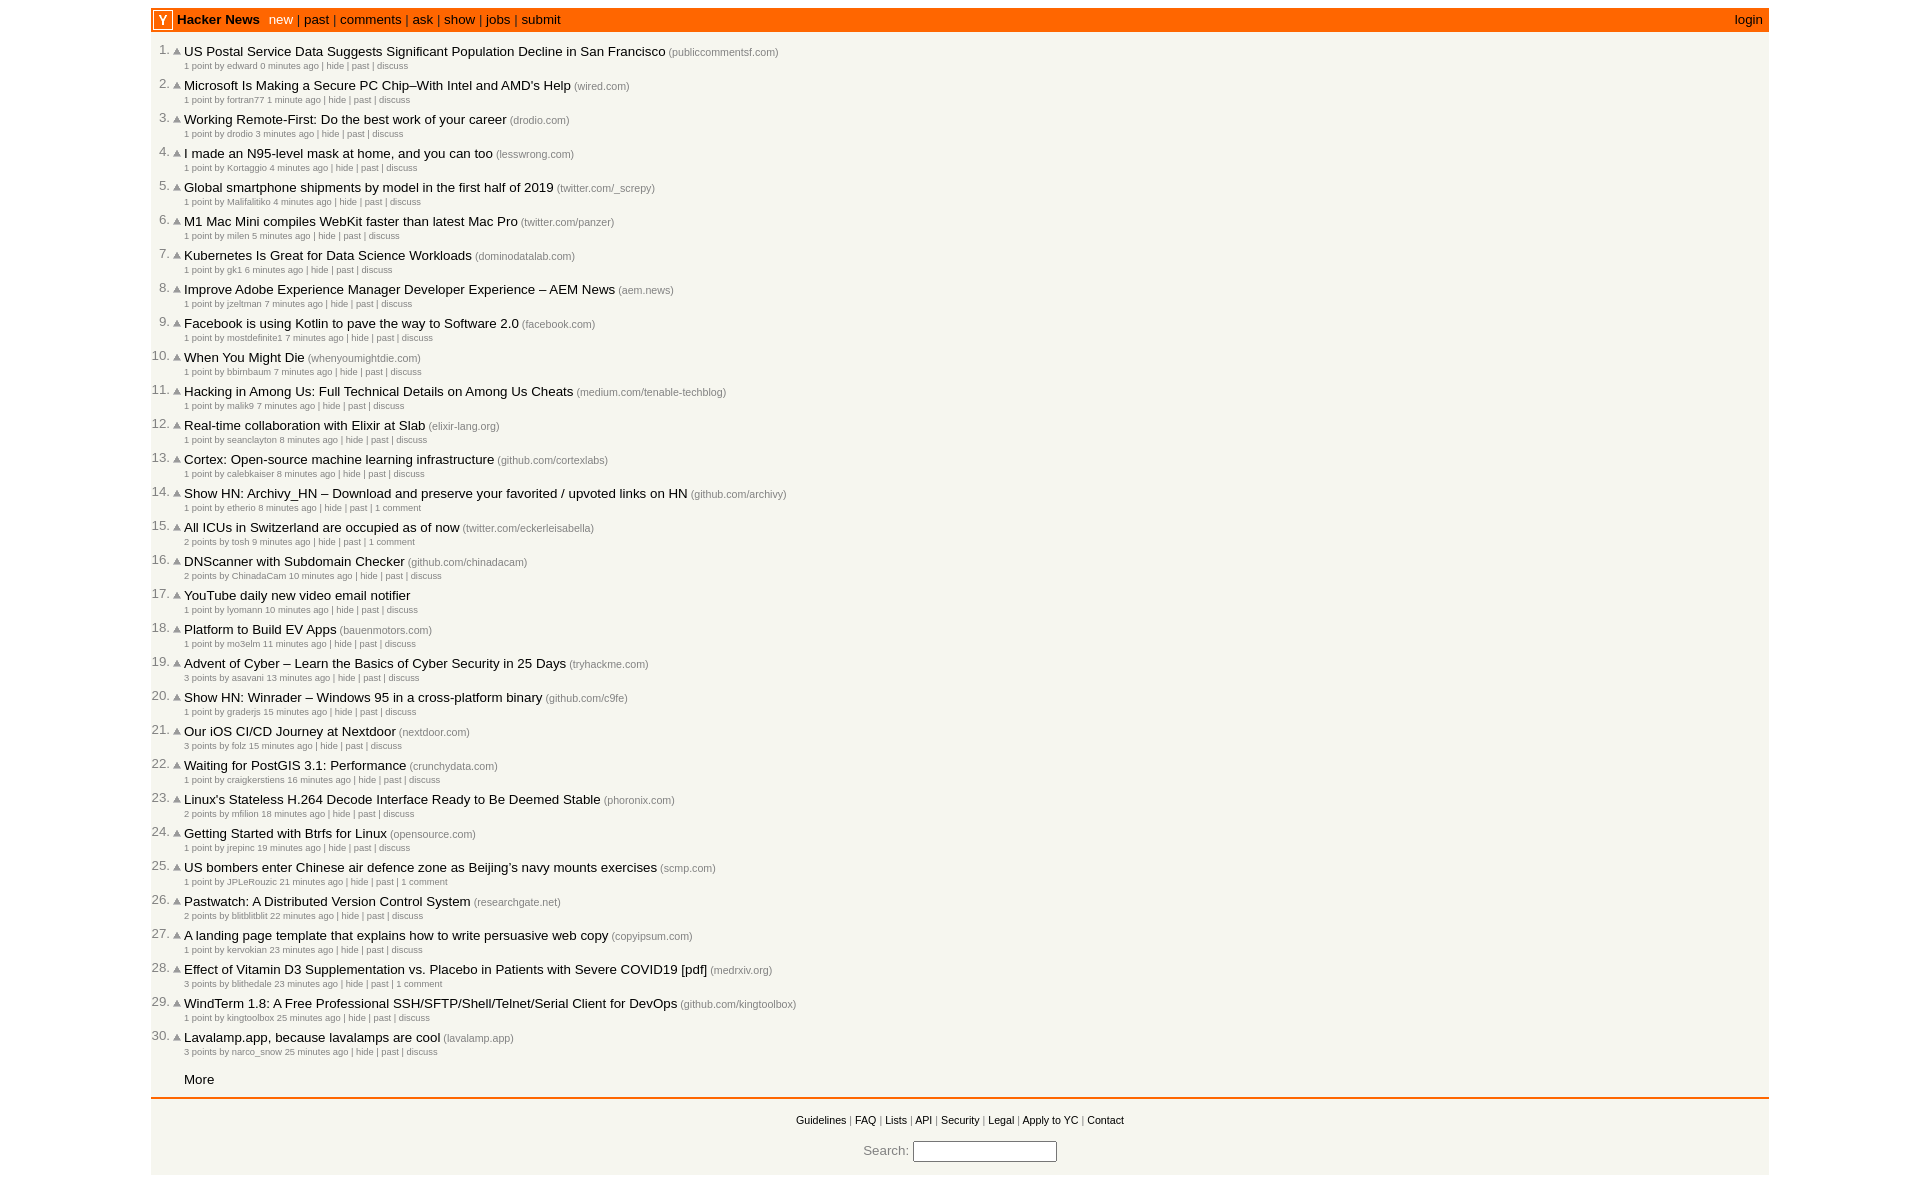 Y Hacker News new | past | comments | ask | show | jobs | submit login
1. US Postal Service Data Suggests Significant Population Decline in San Francisco (publiccommentsf.com)
1 point by edward 0 minutes ago | hide | past | discuss
2. Microsoft Is Making a Secure PC Chip–With Intel and AMD's Help (wired.com)
1 point by fortran77 1 minute ago | hide | past | discuss
3. Working Remote-First: Do the best work of your career (drodio.com)
1 point by drodio 3 minutes ago | hide | past | discuss
4. I made an N95-level mask at home, and you can too (lesswrong.com)
1 point by Kortaggio 4 minutes ago | hide | past | discuss
5. Global smartphone shipments by model in the first half of 2019 (twitter.com/_screpy)
1 point by Malifalitiko 4 minutes ago | hide | past | discuss
6. M1 Mac Mini compiles WebKit faster than latest Mac Pro (twitter.com/panzer)
1 point by milen 5 minutes ago | hide | past | discuss
7. Kubernetes Is Great for Data Science Workloads (dominodatalab.com)
1 point by gk1 6 minutes ago | hide | past | discuss
8. Improve Adobe Experience Manager Developer Experience – AEM News (aem.news)
1 point by jzeltman 7 minutes ago | hide | past | discuss
9. Facebook is using Kotlin to pave the way to Software 2.0 (facebook.com)
1 point by mostdefinite1 7 minutes ago | hide | past | discuss
10. When You Might Die (whenyoumightdie.com)
1 point by bbirnbaum 7 minutes ago | hide | past | discuss
11. Hacking in Among Us: Full Technical Details on Among Us Cheats (medium.com/tenable-techblog)
1 point by malik9 7 minutes ago | hide | past | discuss
12. Real-time collaboration with Elixir at Slab (elixir-lang.org)
1 point by seanclayton 8 minutes ago | hide | past | discuss
13. Cortex: Open-source machine learning infrastructure (github.com/cortexlabs)
1 point by calebkaiser 8 minutes ago | hide | past | discuss
14. Show HN: Archivy_HN – Download and preserve your favorited / upvoted links on HN (github.com/archivy)
1 point by etherio 8 minutes ago | hide | past | 1 comment
15. All ICUs in Switzerland are occupied as of now (twitter.com/eckerleisabella)
2 points by tosh 9 minutes ago | hide | past | 1 comment
16. DNScanner with Subdomain Checker (github.com/chinadacam)
2 points by ChinadaCam 10 minutes ago | hide | past | discuss
17. YouTube daily new video email notifier
1 point by lyomann 10 minutes ago | hide | past | discuss
18. Platform to Build EV Apps (bauenmotors.com)
1 point by mo3elm 11 minutes ago | hide | past | discuss
19. Advent of Cyber – Learn the Basics of Cyber Security in 25 Days (tryhackme.com)
3 points by asavani 13 minutes ago | hide | past | discuss
20. Show HN: Winrader – Windows 95 in a cross-platform binary (github.com/c9fe)
1 point by graderjs 15 minutes ago | hide | past | discuss
21. Our iOS CI/CD Journey at Nextdoor (nextdoor.com)
3 points by folz 15 minutes ago | hide | past | discuss
22. Waiting for PostGIS 3.1: Performance (crunchydata.com)
1 point by craigkerstiens 16 minutes ago | hide | past | discuss
23. Linux's Stateless H.264 Decode Interface Ready to Be Deemed Stable (phoronix.com)
2 points by mfilion 18 minutes ago | hide | past | discuss
24. Getting Started with Btrfs for Linux (opensource.com)
1 point by jrepinc 19 minutes ago | hide | past | discuss
25. US bombers enter Chinese air defence zone as Beijing’s navy mounts exercises (scmp.com)
1 point by JPLeRouzic 21 minutes ago | hide | past | 1 comment
26. Pastwatch: A Distributed Version Control System (researchgate.net)
2 points by blitblitblit 22 minutes ago | hide | past | discuss
27. A landing page template that explains how to write persuasive web copy (copyipsum.com)
1 point by kervokian 23 minutes ago | hide | past | discuss
28. Effect of Vitamin D3 Supplementation vs. Placebo in Patients with Severe COVID19 [pdf] (medrxiv.org)
3 points by blithedale 23 minutes ago | hide | past | 1 comment
29. WindTerm 1.8: A Free Professional SSH/SFTP/Shell/Telnet/Serial Client for DevOps (github.com/kingtoolbox)
1 point by kingtoolbox 25 minutes ago | hide | past | discuss
30. Lavalamp.app, because lavalamps are cool (lavalamp.app)
3 points by narco_snow 25 minutes ago | hide | past | discuss
More
Guidelines | FAQ | Lists | API | Security | Legal | Apply to YC | Contact
Search: